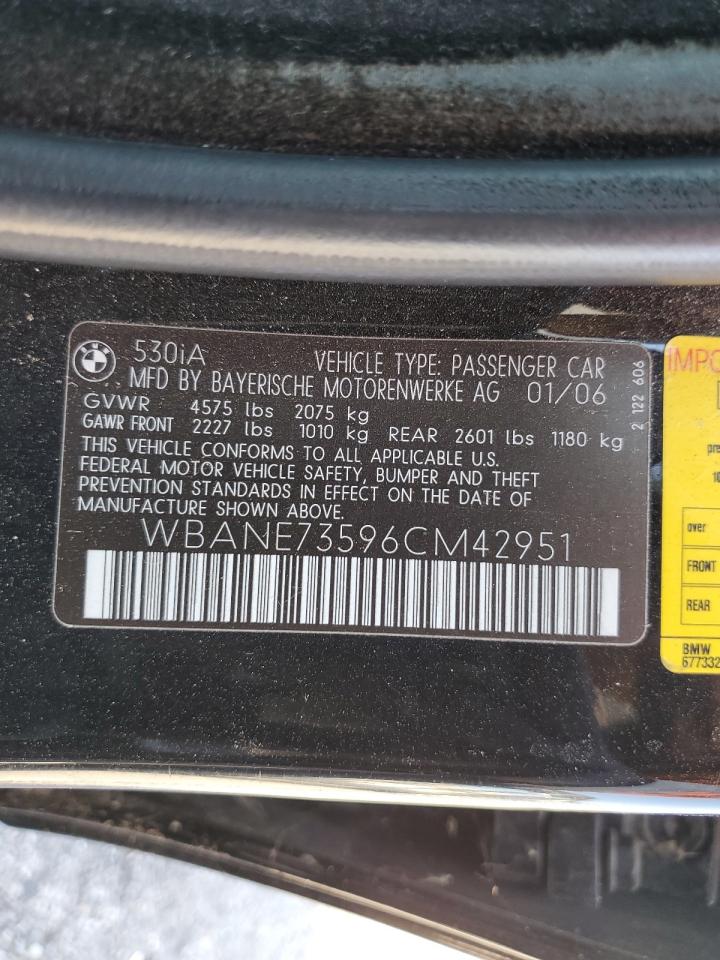 530iA VEHICLE TYPE: PASSENGER CAR
MFD BY BAYERISCHE MOTORENWERKE AG 01/06
GVWR 4575 lbs 2075 kg
GAWR FRONT 2227 lbs 1010 kg REAR 2601 lbs 1180 kg
THIS VEHICLE CONFORMS TO ALL APPLICABLE U.S.
FEDERAL MOTOR VEHICLE SAFETY, BUMPER AND THEFT
PREVENTION STANDARDS IN EFFECT ON THE DATE OF
MANUFACTURE SHOWN ABOVE.
WBANE73596CM42951
2 122 606
over
FRONT
REAR
BMW